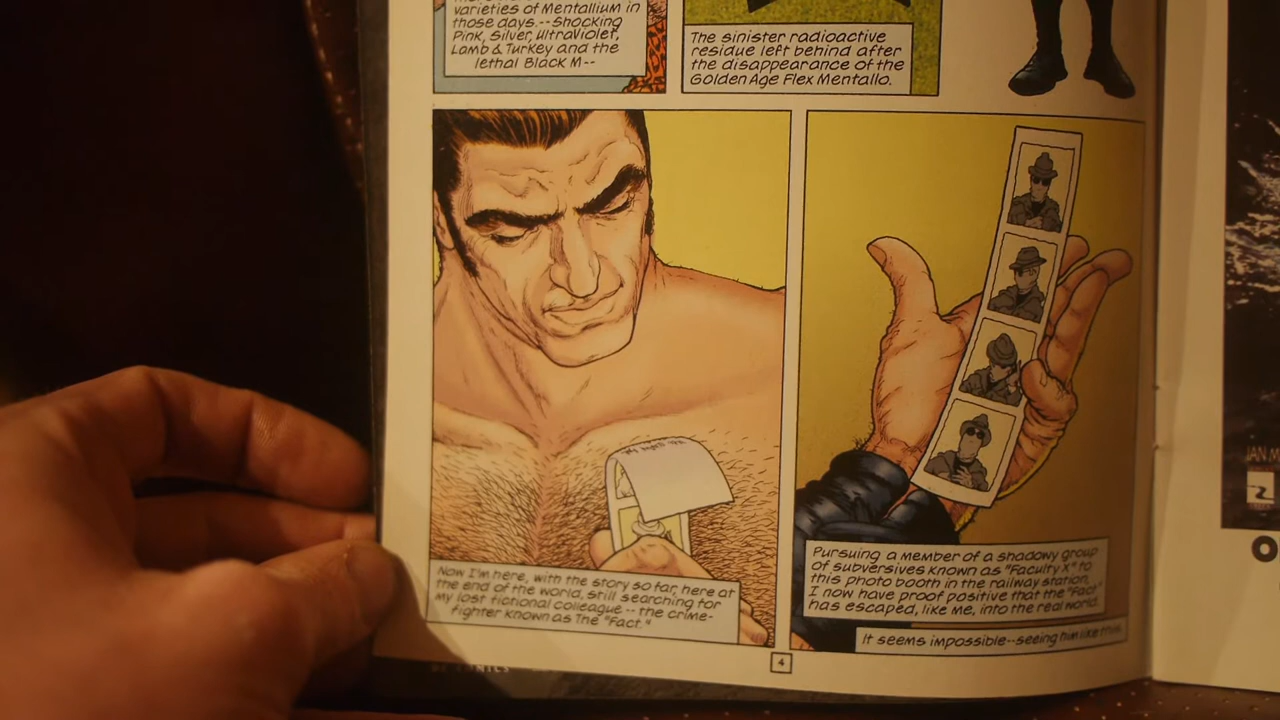 varieties of Mentallium in
those days.--Shocking
Pink, Silver, Ultraviolet,
Lamb & Turkey and the
lethal Black M--
The sinister radioactive
residue left behind after
the disappearance of the
Golden Age Flex Mentallo.
Now I'm here, with the story so far, here at
the end of the world, still searching for
my lost fictional colleague -- the crime-
fighter known as The "Fact."
Pursuing a member of a shadowy group
of subversives known as "Faculty X" to
this photo booth in the railway station,
I now have proof positive that the "Fact"
has escaped, like me, into the real world.
It seems impossible--seeing him like this.
4
IAN M